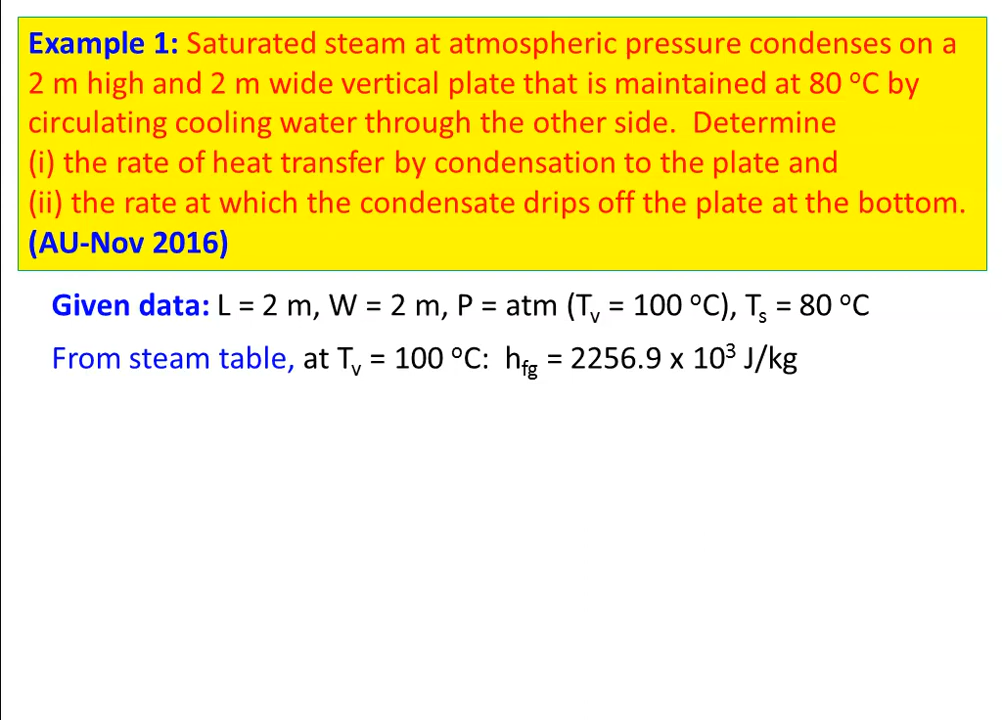 Example 1: Saturated steam at atmospheric pressure condenses on a
2 m high and 2 m wide vertical plate that is maintained at 80 °C by
circulating cooling water through the other side. Determine
(i) the rate of heat transfer by condensation to the plate and
(ii) the rate at which the condensate drips off the plate at the bottom.
(AU-Nov 2016)
Given data: L = 2 m, W = 2 m, P = atm (Tᵥ = 100 °C), Tₛ = 80 °C
From steam table, at Tᵥ = 100 °C: h_fg = 2256.9 x 10³ J/kg